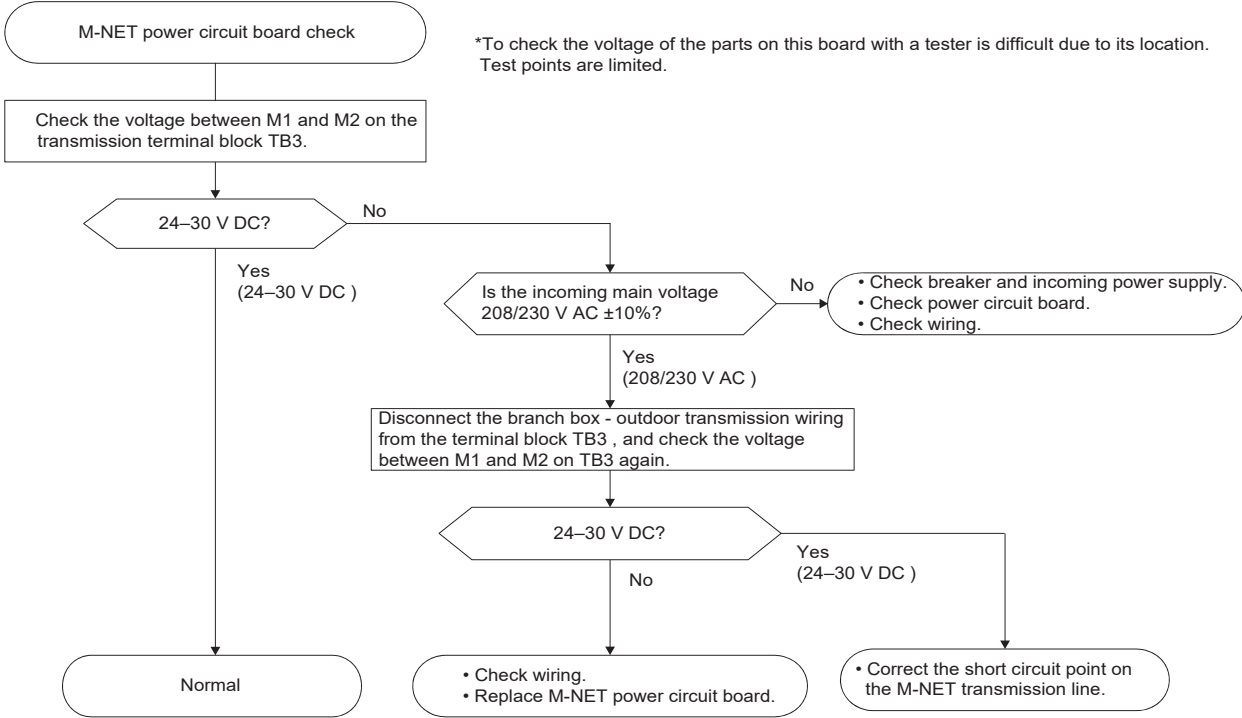 M-NET power circuit board check
*To check the voltage of the parts on this board with a tester is difficult due to its location.
Test points are limited.
Check the voltage between M1 and M2 on the
transmission terminal block TB3.
24–30 V DC?
No
Yes
(24–30 V DC )
Is the incoming main voltage
208/230 V AC ±10%?
No
• Check breaker and incoming power supply.
• Check power circuit board.
• Check wiring.
Yes
(208/230 V AC )
Disconnect the branch box - outdoor transmission wiring
from the terminal block TB3 , and check the voltage
between M1 and M2 on TB3 again.
24–30 V DC?
Yes
(24–30 V DC )
No
Normal
• Check wiring.
• Replace M-NET power circuit board.
• Correct the short circuit point on
the M-NET transmission line.